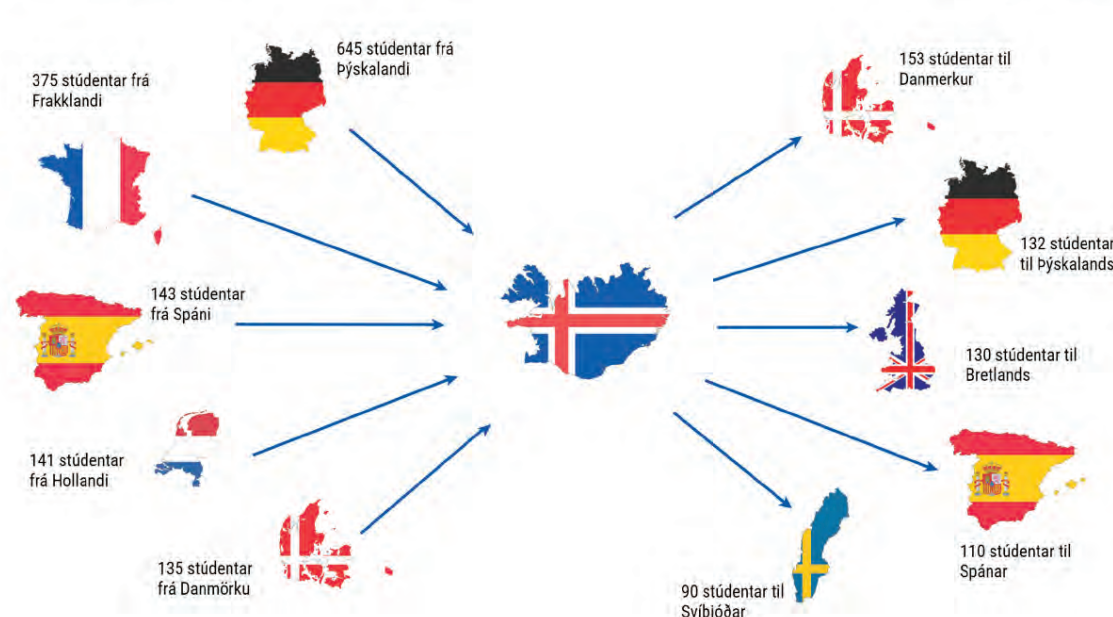 375 stúdentar frá
Frakklandi
645 stúdentar frá
Þýskalandi
143 stúdentar
frá Spáni
141 stúdentar
frá Hollandi
135 stúdentar
frá Danmörku
153 stúdentar til
Danmerkur
132 stúdentar
til Þýskalands
130 stúdentar til
Bretlands
110 stúdentar til
Spánar
90 stúdentar til
Svíþjóðar